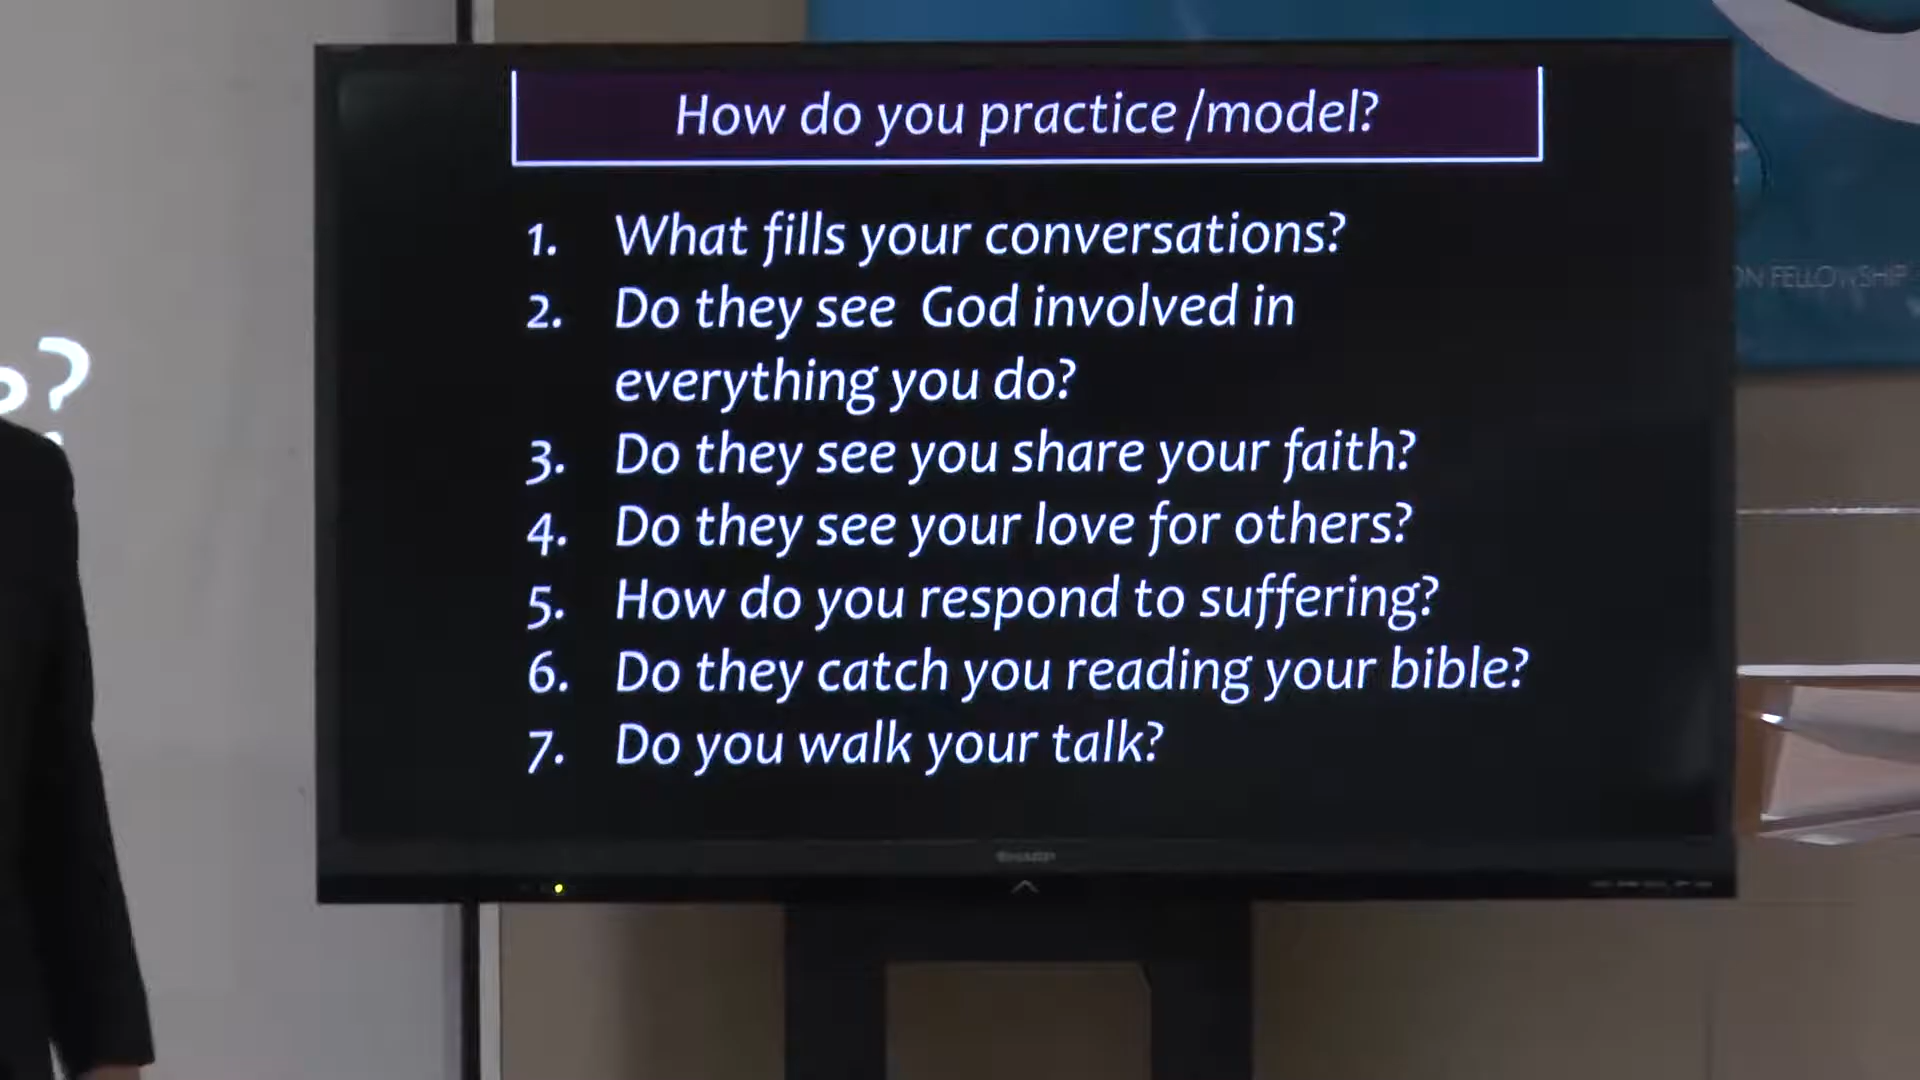 How do you practice /model?
1. What fills your conversations?
2. Do they see God involved in
everything you do?
3. Do they see you share your faith?
4. Do they see your love for others?
5. How do you respond to suffering?
6. Do they catch you reading your bible?
7. Do you walk your talk?
?
FELLOWSHIP
SHARP